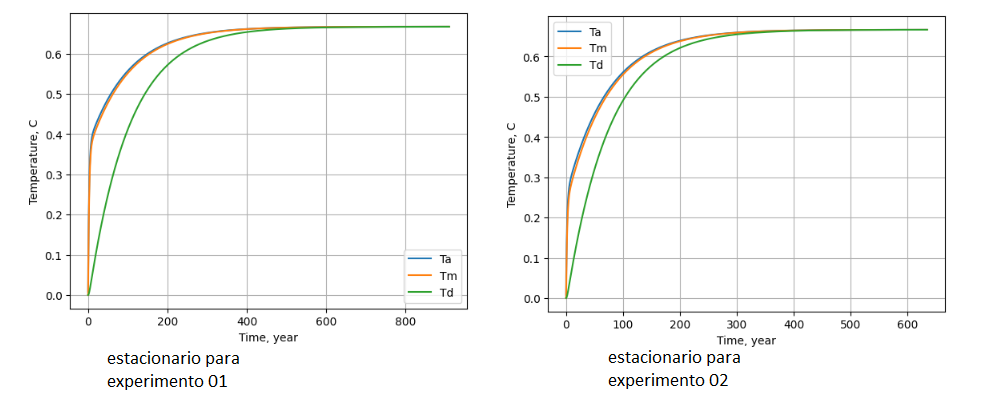 Temperature, C
0.6
0.5
0.4
0.3
0.2
0.1
0.0
0 200 400 600 800
Time, year
Ta
Tm
Td
estacionario para
experimento 01
Temperature, C
0.6
0.5
0.4
0.3
0.2
0.1
0.0
0 100 200 300 400 500 600
Time, year
Ta
Tm
Td
estacionario para
experimento 02